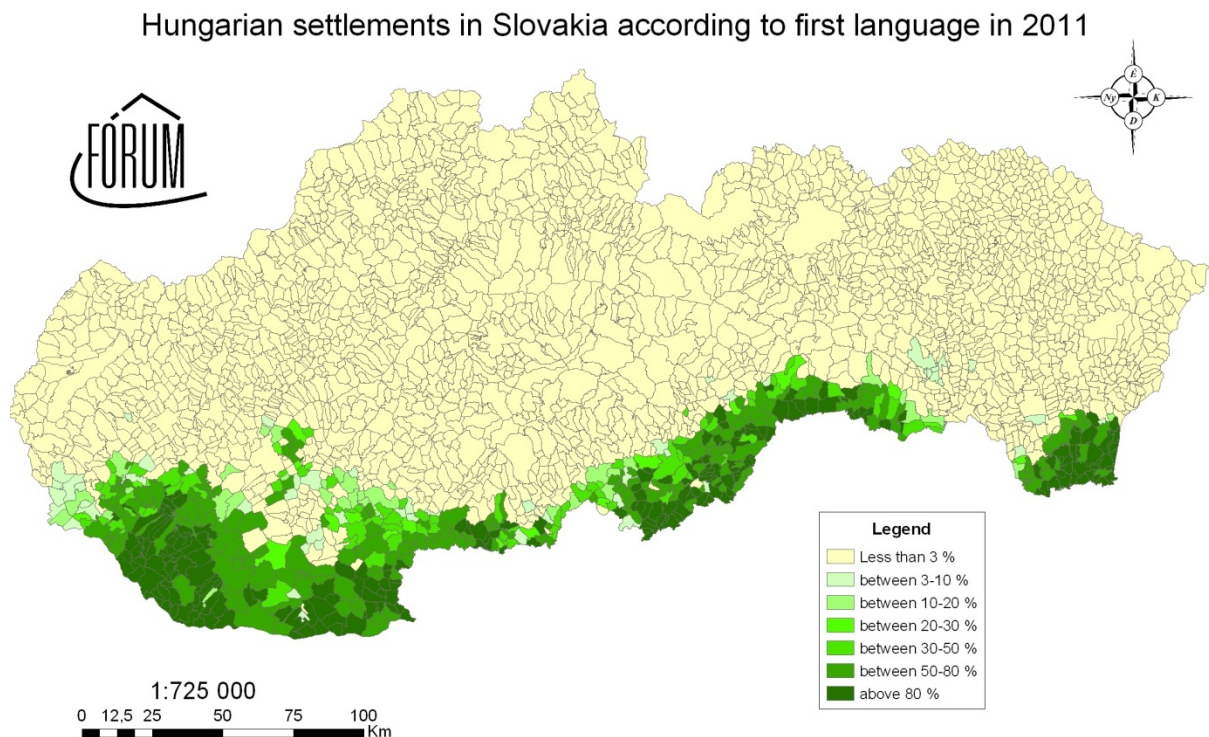 Hungarian settlements in Slovakia according to first language in 2011
FÓRUM
É
Ny
K
D
Legend
Less than 3 %
between 3-10 %
between 10-20 %
between 20-30 %
between 30-50 %
between 50-80 %
above 80 %
1:725 000
0 12,5 25 50 75 100
Km